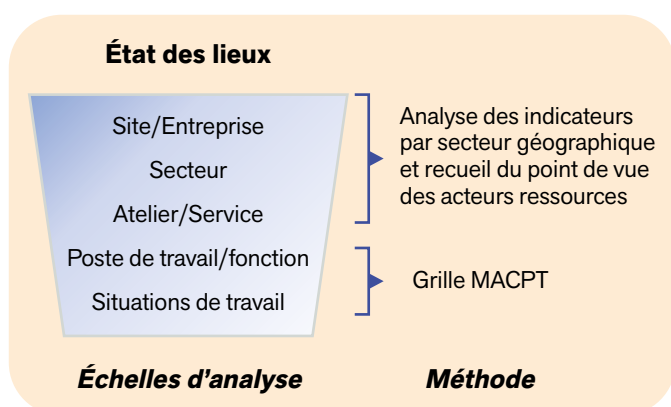 État des lieux
Site/Entreprise
Secteur
Atelier/Service
Poste de travail/fonction
Situations de travail
Analyse des indicateurs
par secteur géographique
et recueil du point de vue
des acteurs ressources
Grille MACPT
Échelles d'analyse
Méthode